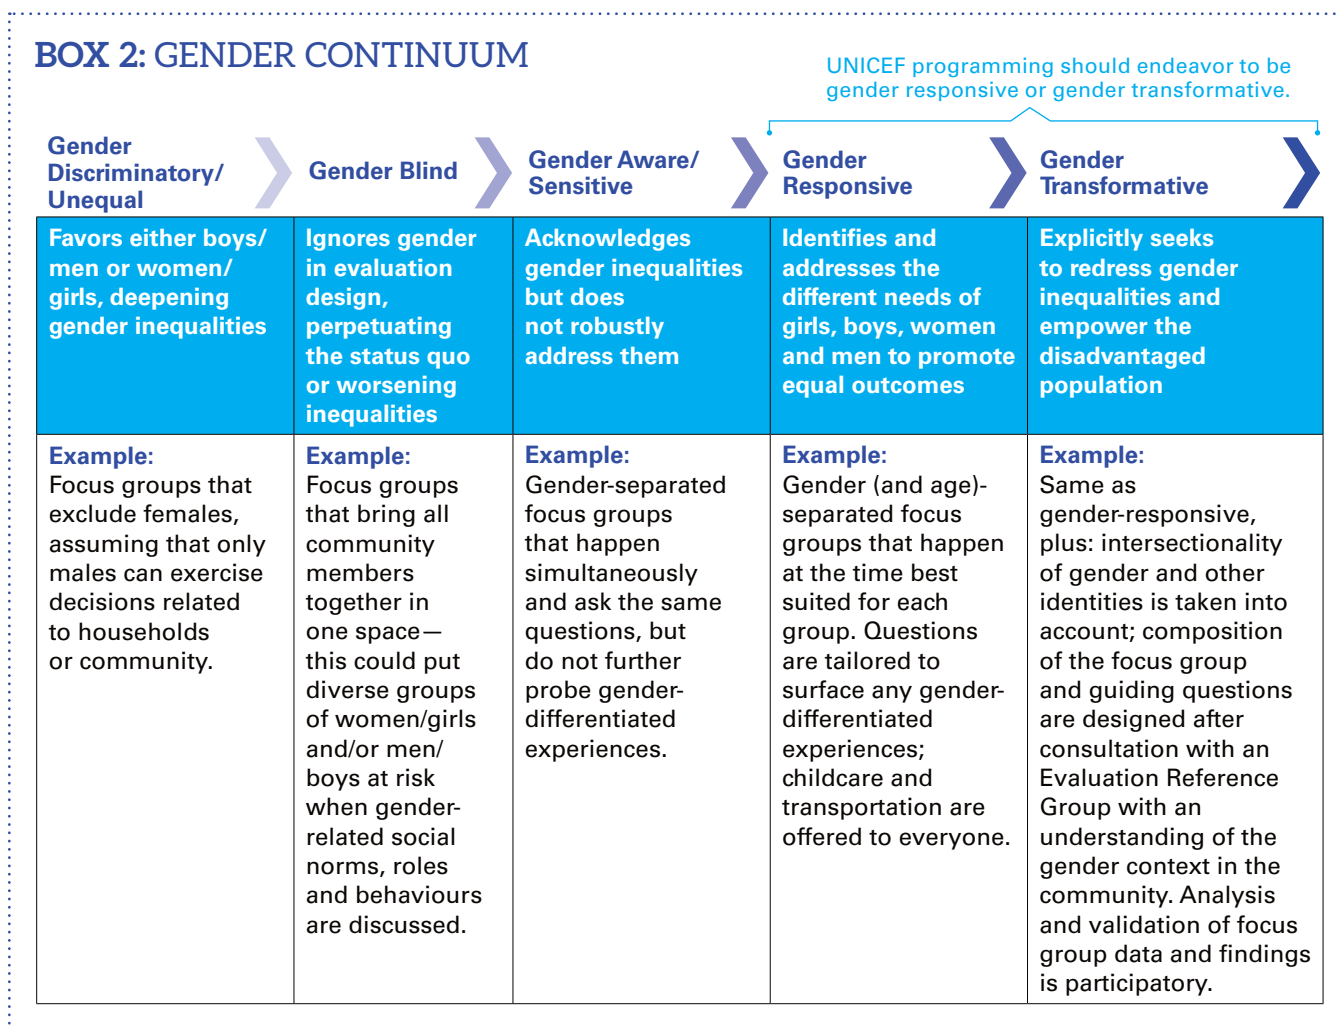 BOX 2: GENDER CONTINUUM
UNICEF programming should endeavor to be
gender responsive or gender transformative.
Gender
Discriminatory/
Unequal
Gender Blind
Gender Aware/
Sensitive
Gender
Responsive
Gender
Transformative
Favors either boys/
men or women/
girls, deepening
gender inequalities
Ignores gender
in evaluation
design,
perpetuating
the status quo
or worsening
inequalities
Acknowledges
gender inequalities
but does
not robustly
address them
Identifies and
addresses the
different needs of
girls, boys, women
and men to promote
equal outcomes
Explicitly seeks
to redress gender
inequalities and
empower the
disadvantaged
population
Example:
Focus groups that
exclude females,
assuming that only
males can exercise
decisions related
to households
or community.
Example:
Focus groups
that bring all
community
members
together in
one space—
this could put
diverse groups
of women/girls
and/or men/
boys at risk
when gender-
related social
norms, roles
and behaviours
are discussed.
Example:
Gender-separated
focus groups
that happen
simultaneously
and ask the same
questions, but
do not further
probe gender-
differentiated
experiences.
Example:
Gender (and age)-
separated focus
groups that happen
at the time best
suited for each
group. Questions
are tailored to
surface any gender-
differentiated
experiences;
childcare and
transportation are
offered to everyone.
Example:
Same as
gender-responsive,
plus: intersectionality
of gender and other
identities is taken into
account; composition
of the focus group
and guiding questions
are designed after
consultation with an
Evaluation Reference
Group with an
understanding of the
gender context in the
community. Analysis
and validation of focus
group data and findings
is participatory.